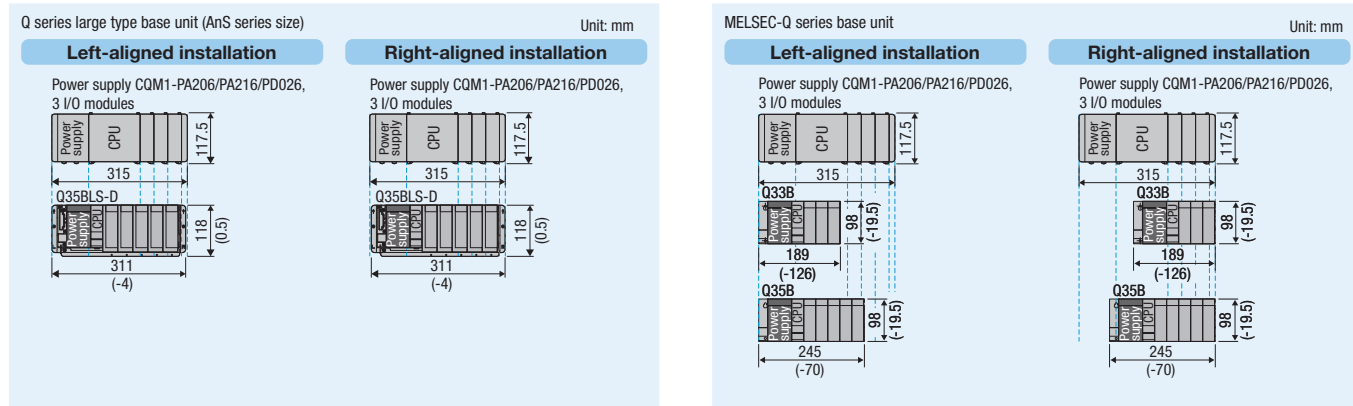 Q series large type base unit (AnS series size)
Unit: mm
Left-aligned installation
Power supply CQM1-PA206/PA216/PD026,
3 I/O modules
Power
supply
CPU
117.5
315
Q35BLS-D
Power
supply
CPU
118
(0.5)
311
(-4)
Right-aligned installation
Power supply CQM1-PA206/PA216/PD026,
3 I/O modules
Power
supply
CPU
117.5
315
Q35BLS-D
Power
supply
CPU
118
(0.5)
311
(-4)
MELSEC-Q series base unit
Unit: mm
Left-aligned installation
Power supply CQM1-PA206/PA216/PD026,
3 I/O modules
Power
supply
CPU
117.5
315
Q33B
Power
supply
CPU
98
(-19.5)
189
(-126)
Q35B
Power
supply
CPU
98
(-19.5)
245
(-70)
Right-aligned installation
Power supply CQM1-PA206/PA216/PD026,
3 I/O modules
Power
supply
CPU
117.5
315
Q33B
Power
supply
CPU
98
(-19.5)
189
(-126)
Q35B
Power
supply
CPU
98
(-19.5)
245
(-70)